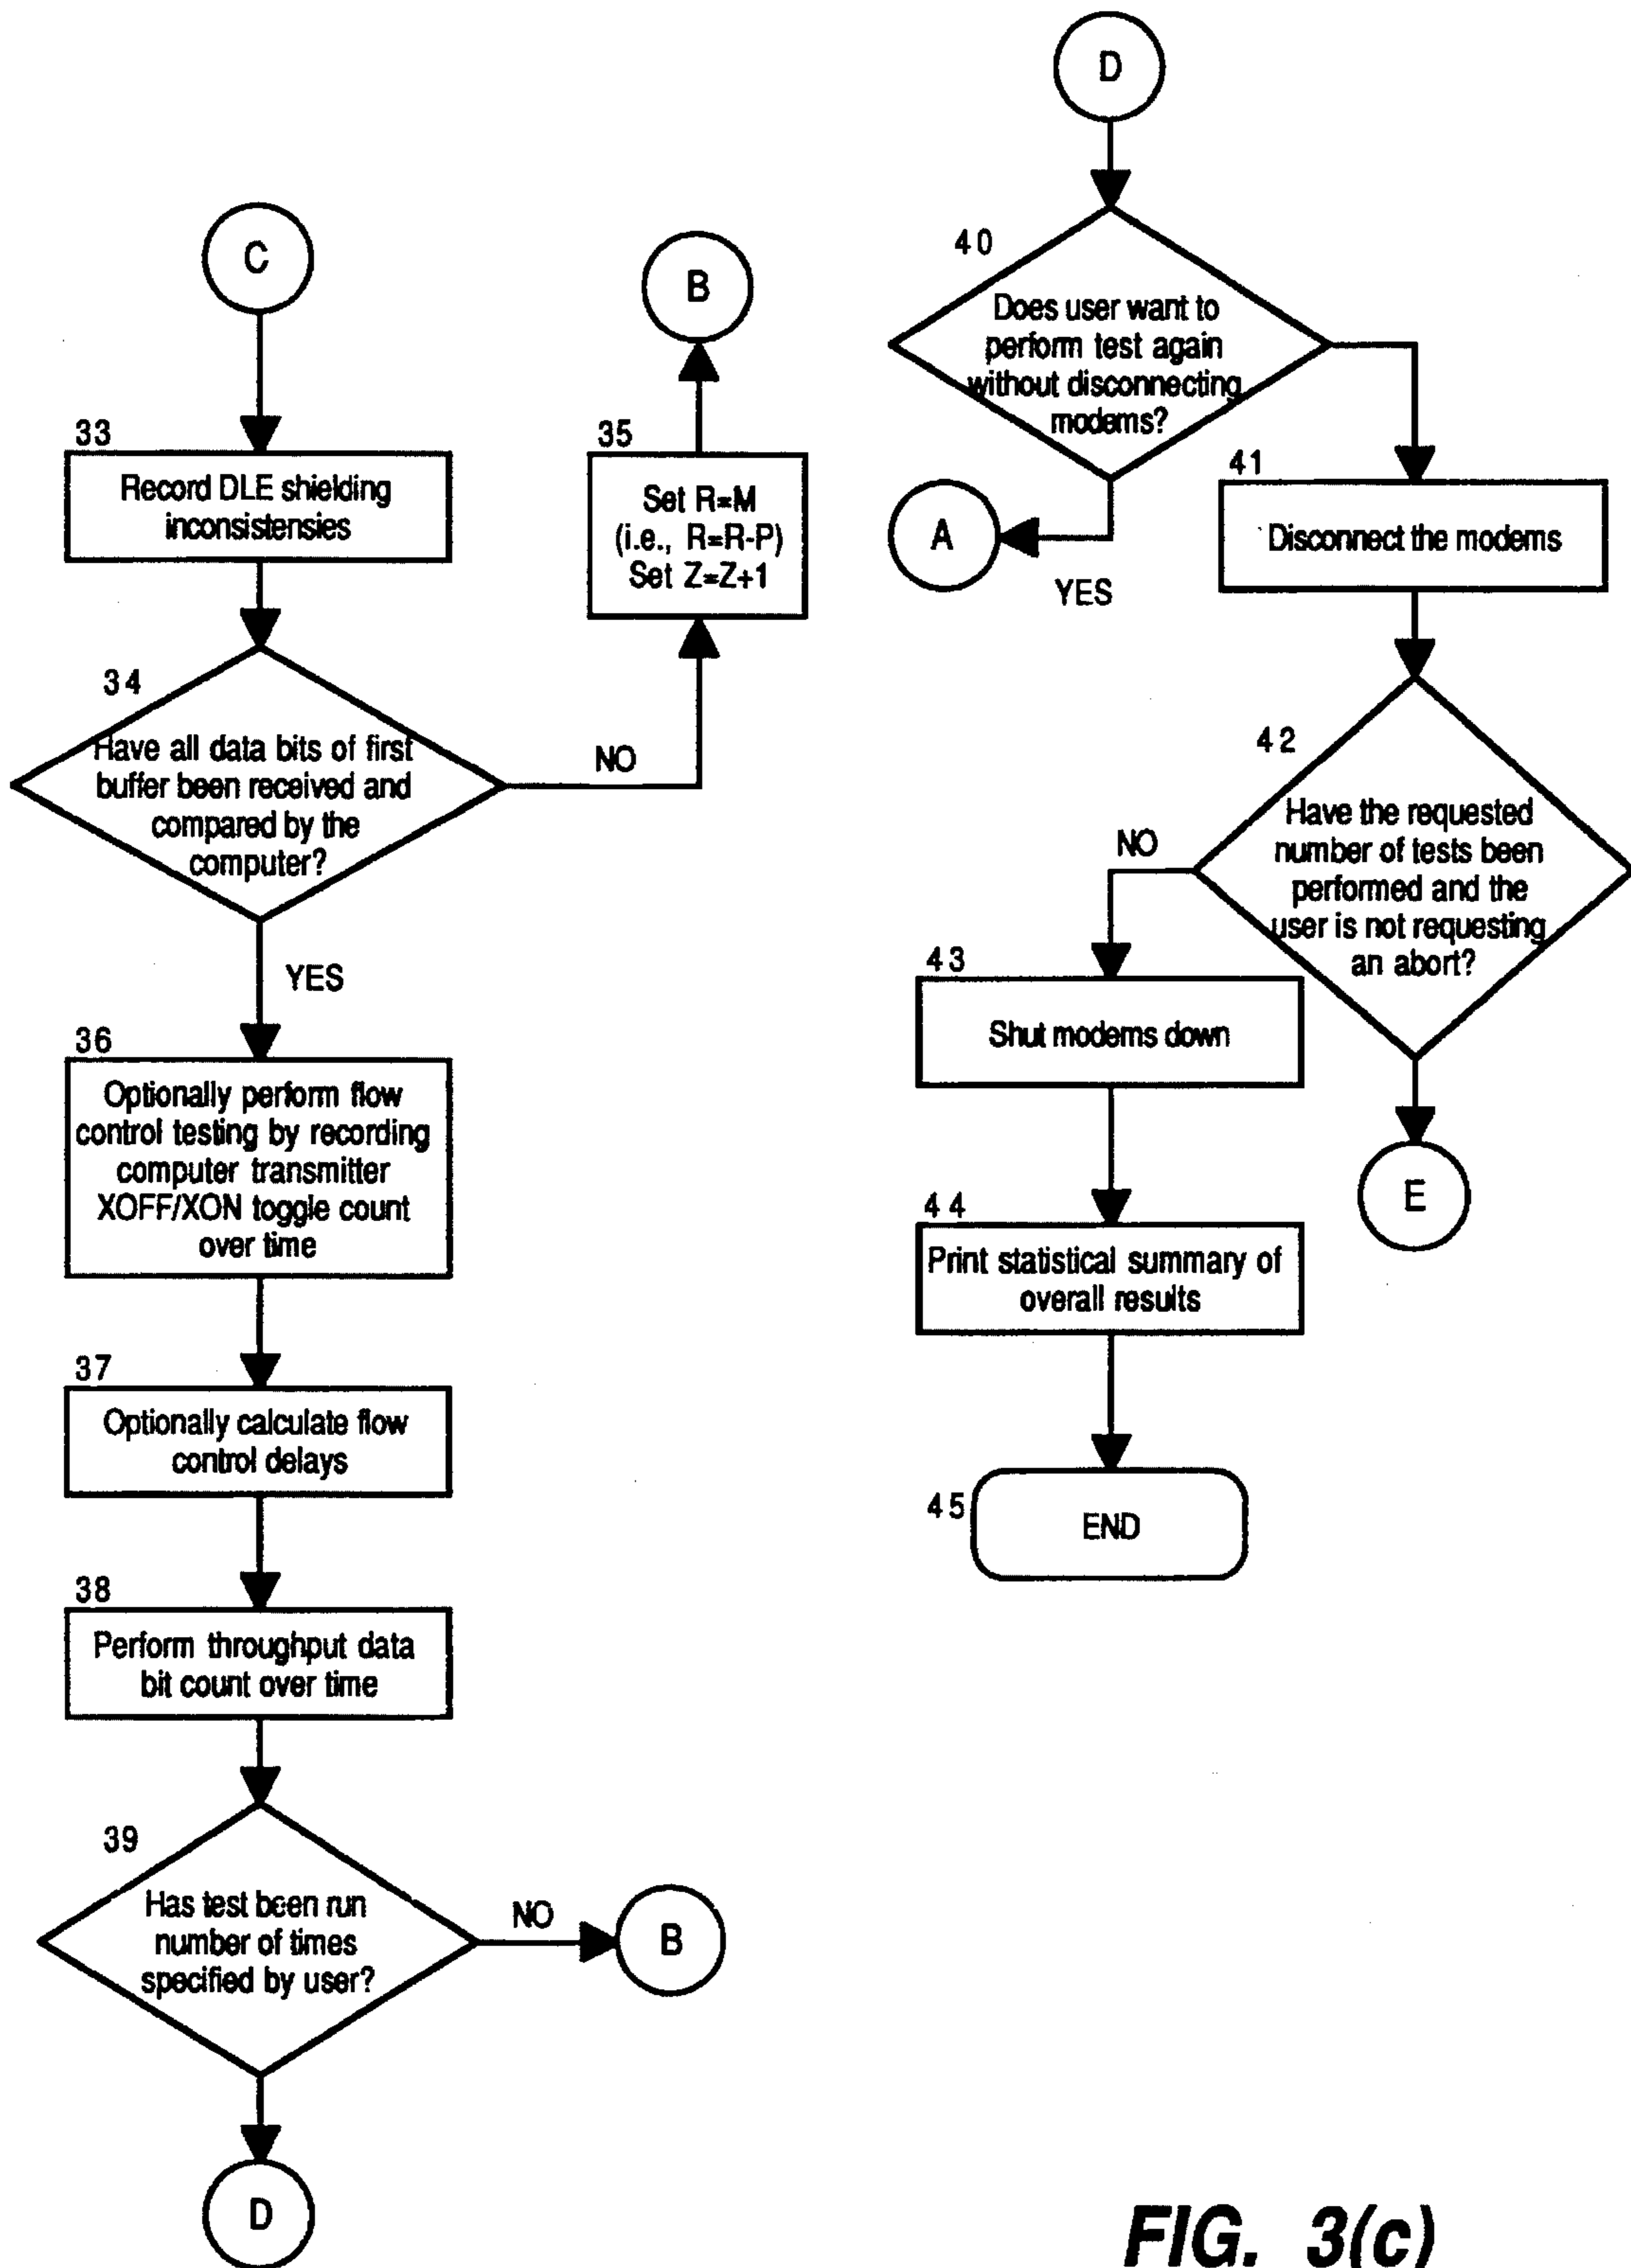 C
33
Record DLE shielding
inconsistensies
34
Have all data bits of first
buffer been received and
compared by the
computer?
NO
35
Set R=M
(i.e., R=R-P)
Set Z=Z+1
B
YES
36
Optionally perform flow
control testing by recording
computer transmitter
XOFF/XON toggle count
over time
37
Optionally calculate flow
control delays
38
Perform throughput data
bit count over time
39
Has test been run
number of times
specified by user?
NO
B
D
D
40
Does user want to
perform test again
without disconnecting
modems?
A
YES
41
Disconnect the modems
42
Have the requested
number of tests been
performed and the
user is not requesting
an abort?
NO
E
43
Shut modems down
44
Print statistical summary of
overall results
45
END
FIG. 3(c)